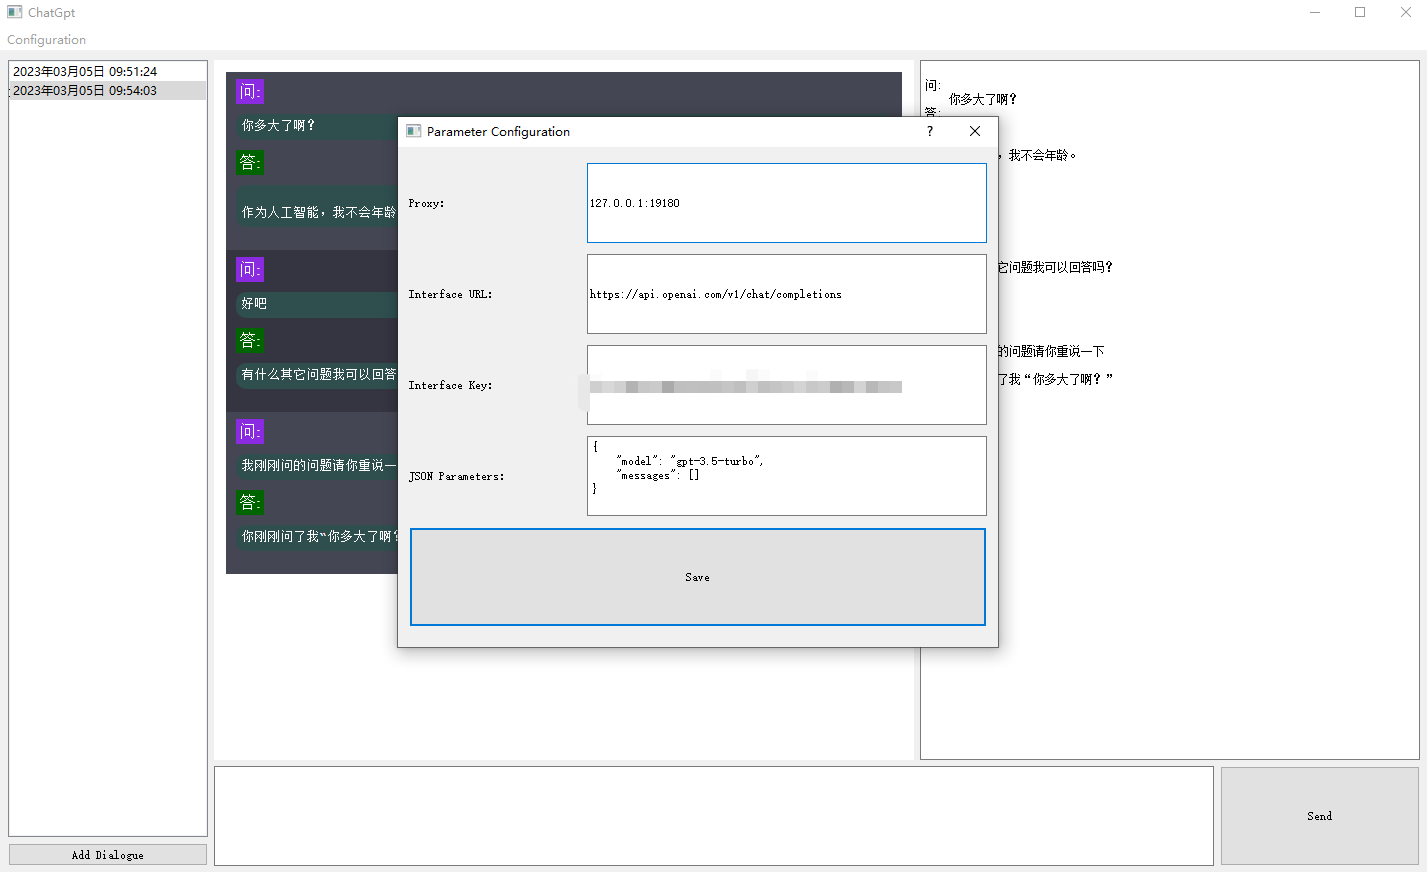 ChatGpt
Configuration
2023年03月05日 09:51:24
2023年03月05日 09:54:03
Add Dialogue
问:
你多大了啊?
答:
作为人工智能，我不会年龄
问:
好吧
答:
有什么其它问题我可以回答
问:
我刚刚问的问题请你重说一
答:
你刚刚问了我“你多大了啊?
Parameter Configuration
?
Proxy:
127.0.0.1:19180
Interface URL:
https://api.openai.com/v1/chat/completions
Interface Key:
JSON Parameters:
{
"model": "gpt-3.5-turbo",
"messages": []
}
Save
问:
你多大了啊?
答:
，我不会年龄。
它问题我可以回答吗?
的问题请你重说一下
了我“你多大了啊? ”
Send